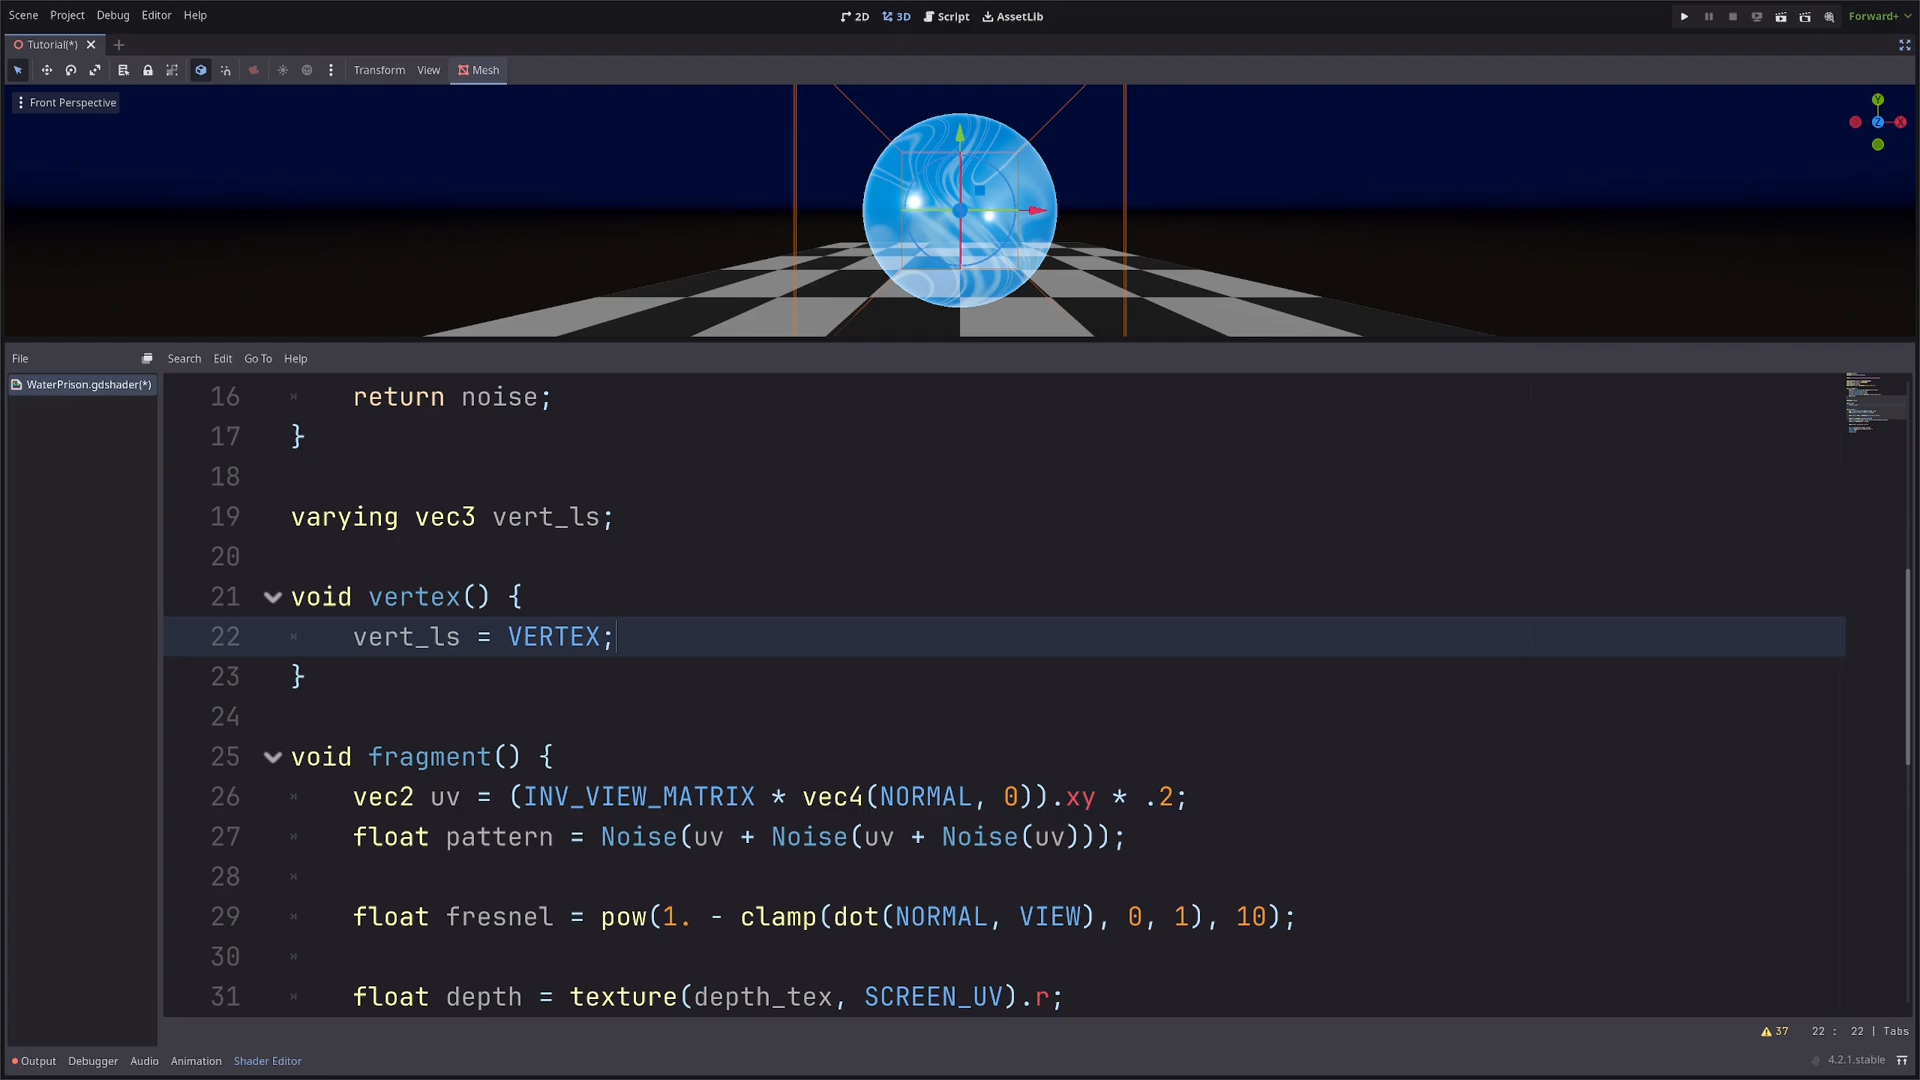 Scene Project Debug Editor Help
2D 3D Script AssetLib
Forward+
Tutorial(*)
Transform View Mesh
Front Perspective
Y
Z X
File
Search Edit Go To Help
WaterPrison.gdshader(*)
16 return noise;
17 }
18
19 varying vec3 vert_ls;
20
21 void vertex() {
22 vert_ls = VERTEX;
23 }
24
25 void fragment() {
26 vec2 uv = (INV_VIEW_MATRIX * vec4(NORMAL, 0)).xy * .2;
27 float pattern = Noise(uv + Noise(uv + Noise(uv)));
28
29 float fresnel = pow(1. - clamp(dot(NORMAL, VIEW), 0, 1), 10);
30
31 float depth = texture(depth_tex, SCREEN_UV).r;
37 22 : 22 | Tabs
Output Debugger Audio Animation Shader Editor
4.2.1.stable